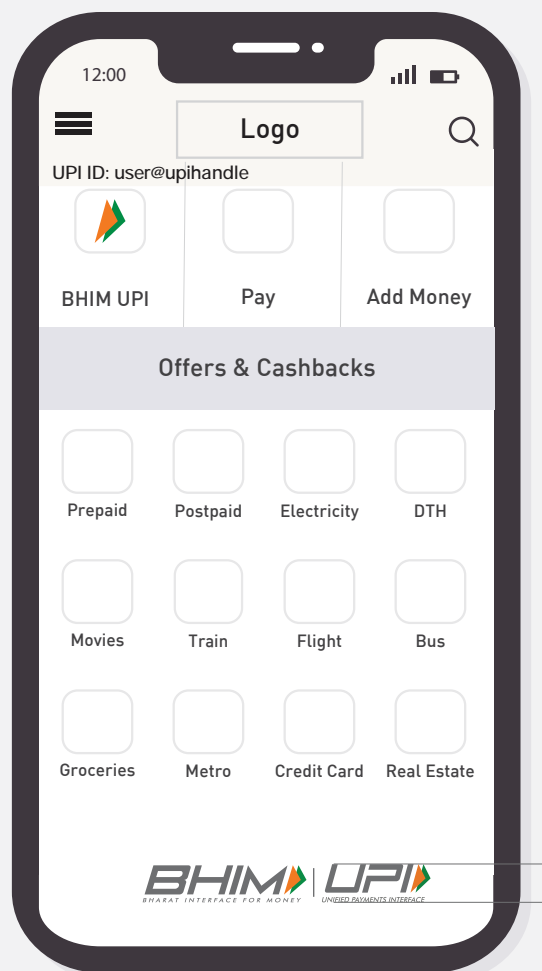 12:00
Logo
UPI ID: user@upihandle
BHIM UPI Pay Add Money
Offers & Cashbacks
Prepaid Postpaid Electricity DTH
Movies Train Flight Bus
Groceries Metro Credit Card Real Estate
BHIM UPI
BHARAT INTERFACE FOR MONEY UNIFIED PAYMENTS INTERFACE